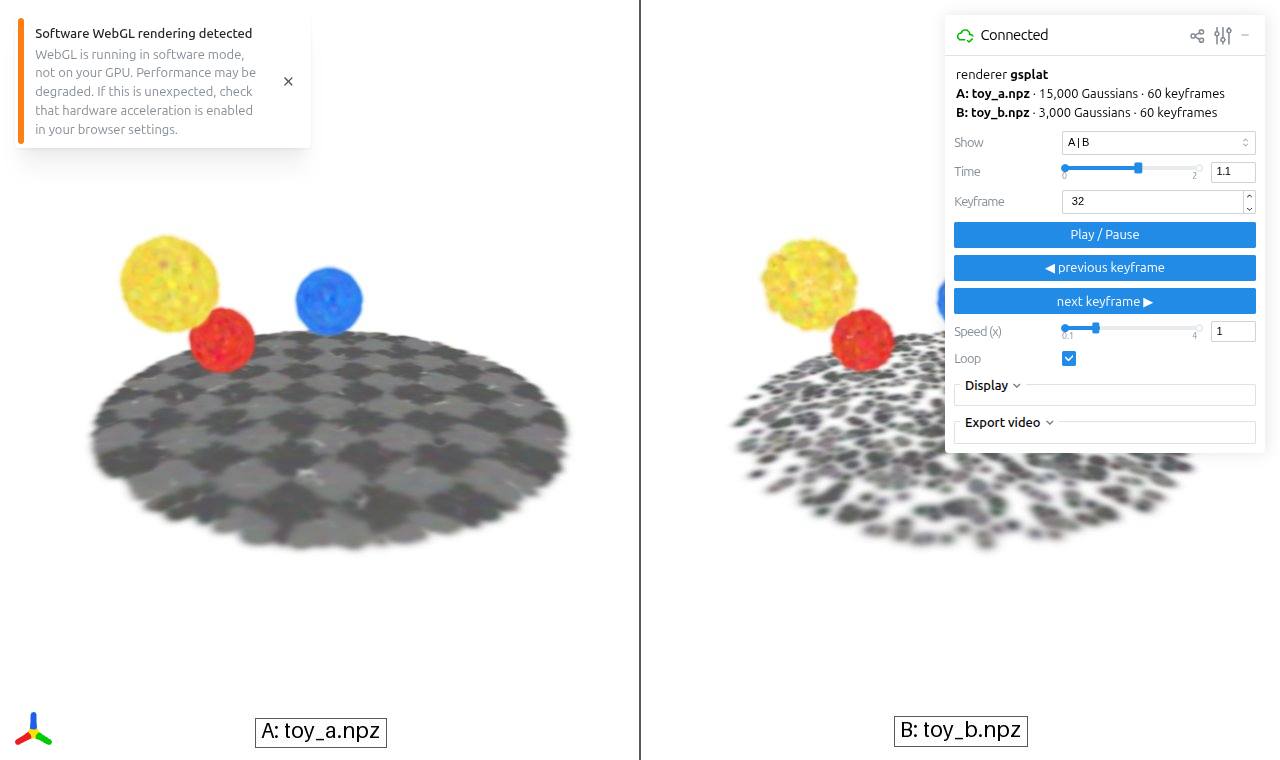 Software WebGL rendering detected
WebGL is running in software mode,
not on your GPU. Performance may be
degraded. If this is unexpected, check
that hardware acceleration is enabled
in your browser settings.
Connected
renderer gsplat
A: toy_a.npz · 15,000 Gaussians · 60 keyframes
B: toy_b.npz · 3,000 Gaussians · 60 keyframes
Show A|B
Time 0 2 1.1
Keyframe 32
Play / Pause
◀ previous keyframe
next keyframe ▶
Speed (x) 0.1 4 1
Loop
Display
Export video
A: toy_a.npz
B: toy_b.npz